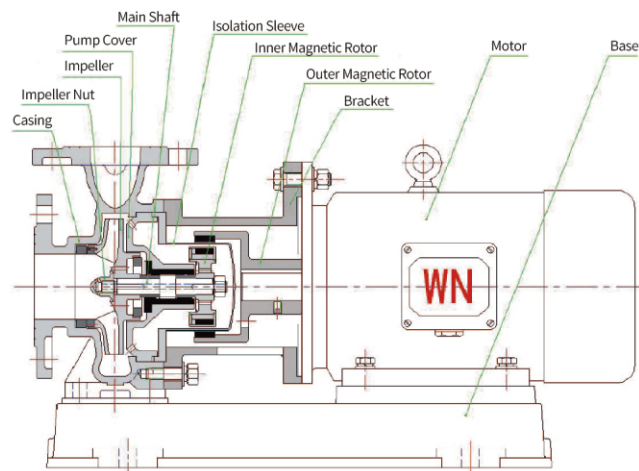 Main Shaft
Isolation Sleeve
Pump Cover
Inner Magnetic Rotor
Motor
Base
Impeller
Outer Magnetic Rotor
Impeller Nut
Bracket
Casing
WN